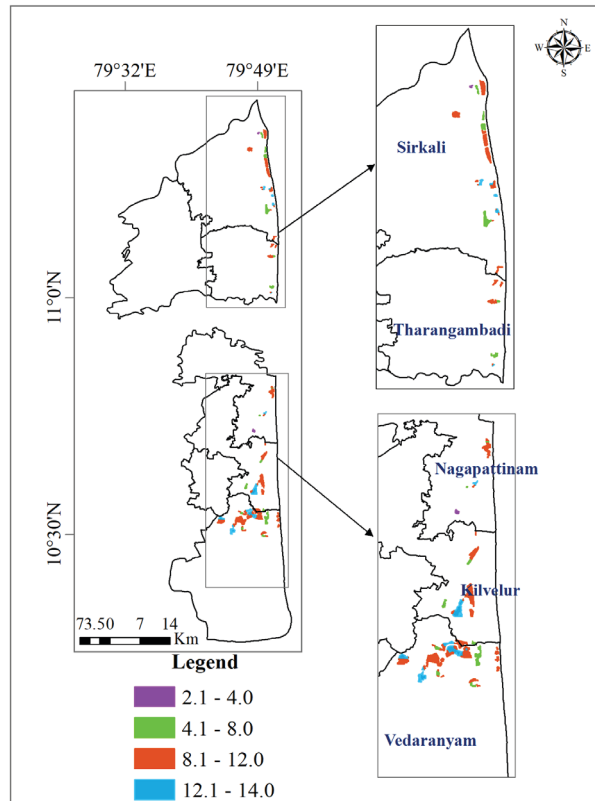 N
W E
S
79°32'E 79°49'E
Sirkali
Tharangambadi
11°0'N
Nagapattinam
Kilvelur
Vedaranyam
10°30'N
73.50 7 14
Km
Legend
2.1 - 4.0
4.1 - 8.0
8.1 - 12.0
12.1 - 14.0